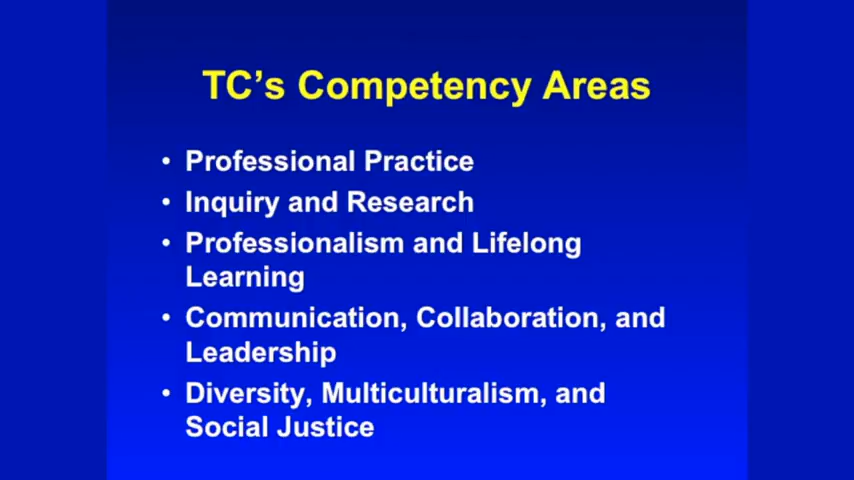 TC's Competency Areas
• Professional Practice
• Inquiry and Research
• Professionalism and Lifelong
Learning
• Communication, Collaboration, and
Leadership
• Diversity, Multiculturalism, and
Social Justice